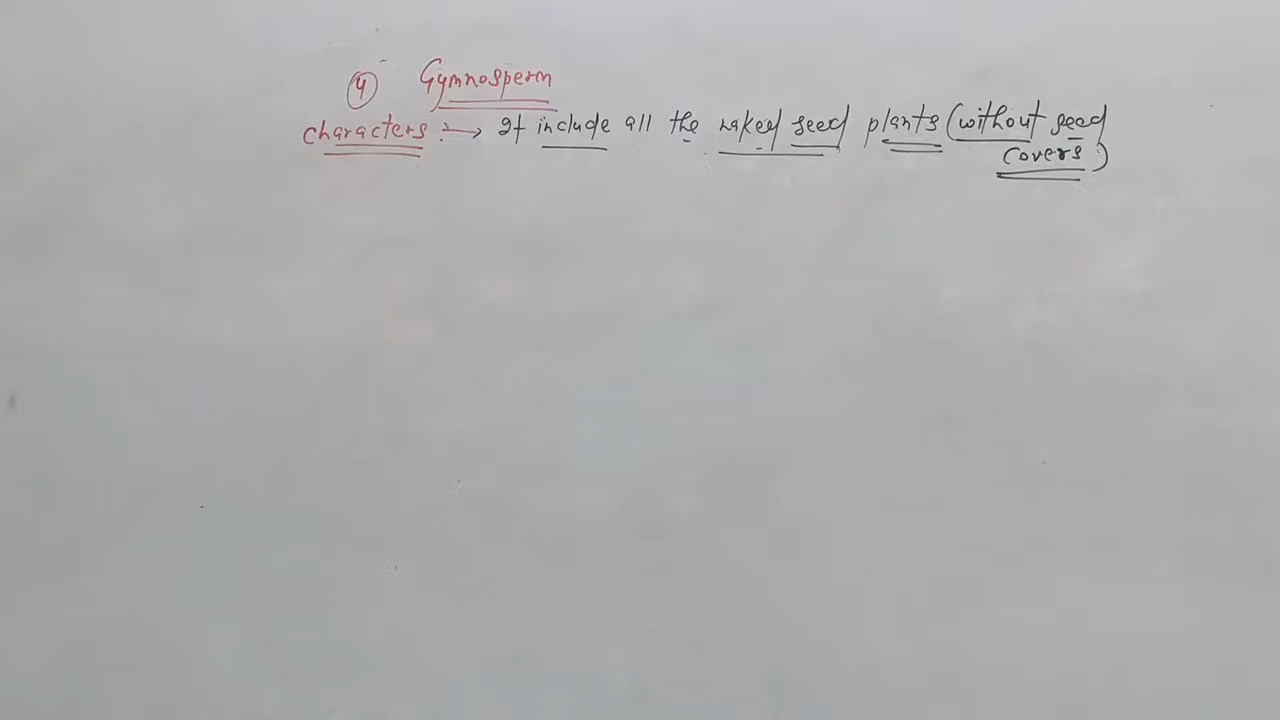 4 Gymnosperm
characters :→ It include all the naked seed plants (without seed
covers)